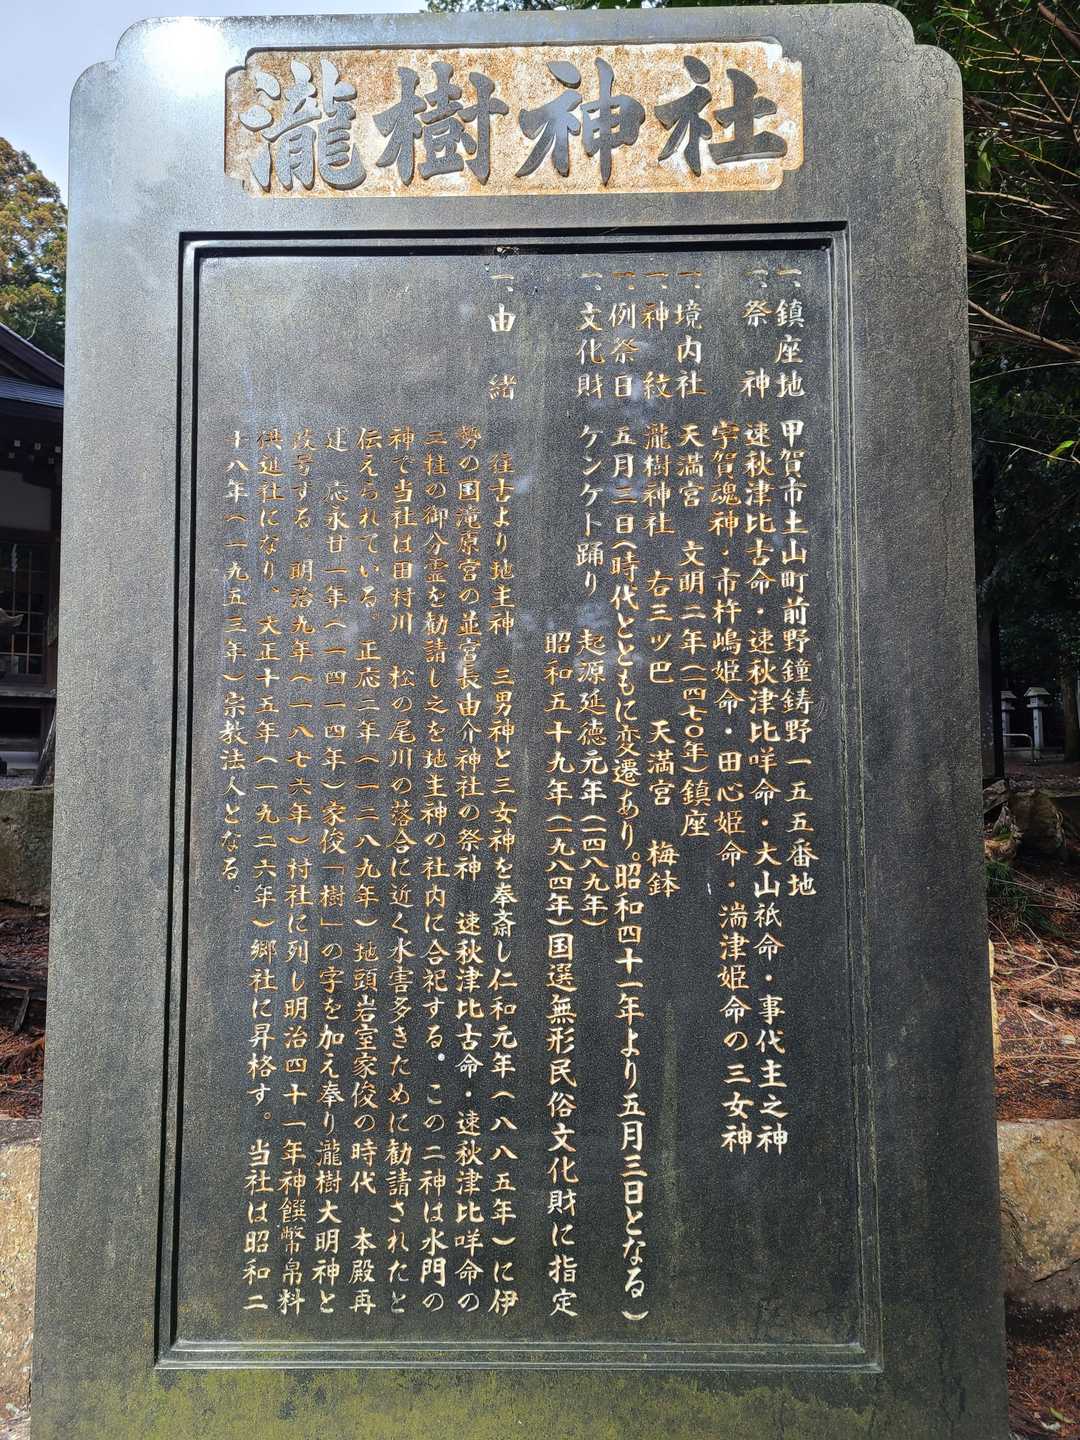 瀧樹神社
一、鎮座地 甲賀市土山町前野鐘鋳野一五五番地
一、祭神 速秋津比古命・速秋津比咩命・大山祇命・事代主之神
宇賀魂神・市杵嶋姫命・田心姫命・湍津姫命の三女神
一、境内社 天満宮 文明二年(一四七〇年)鎮座
一、神紋 瀧樹神社 右三ツ巴 天満宮 梅鉢
一、例祭日 五月二日(時代とともに変遷あり。昭和四十一年より五月三日となる)
一、文化財 ケンケト踊り 起源延徳元年(一四八九年)
昭和五十九年(一九八四年)国選無形民俗文化財に指定
一、由緒 往古より地主神 三男神と三女神を奉斎し仁和元年(八八五年)に伊
勢の国滝原宮の並宮長由介神社の祭神 速秋津比古命・速秋津比咩命の
二柱の御分霊を勧請し之を地主神の社内に合祀する。この二神は水門の
神で当社は田村川 松の尾川の落合に近く水害多きために勧請されたと
伝えられている。正応二年(一二八九年)地頭岩室家俊の時代 本殿再
建 応永廿一年(一四一四年)家俊「樹」の字を加え奉り瀧樹大明神と
改号する。明治九年(一八七六年)村社に列し明治四十一年神饌幣帛料
供進社になり、大正十五年(一九二六年)郷社に昇格す。当社は昭和二
十八年(一九五三年)宗教法人となる。